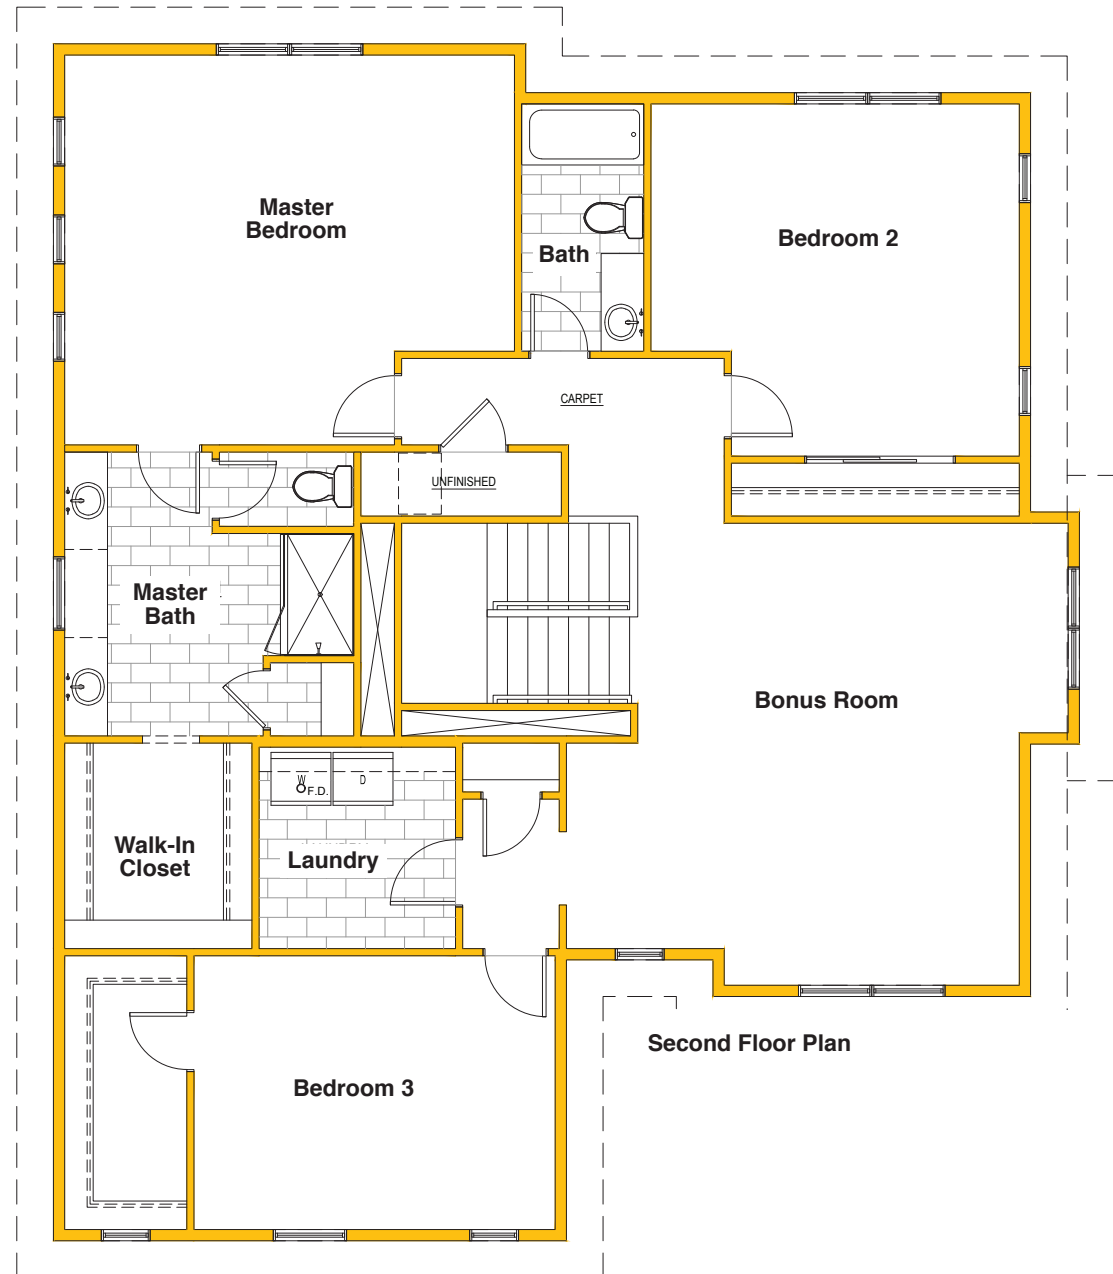 Master
Bedroom
Bedroom 2
Bath
CARPET
UNFINISHED
Master
Bath
Bonus Room
W
D
F.D.
Walk-In
Closet
Laundry
Second Floor Plan
Bedroom 3